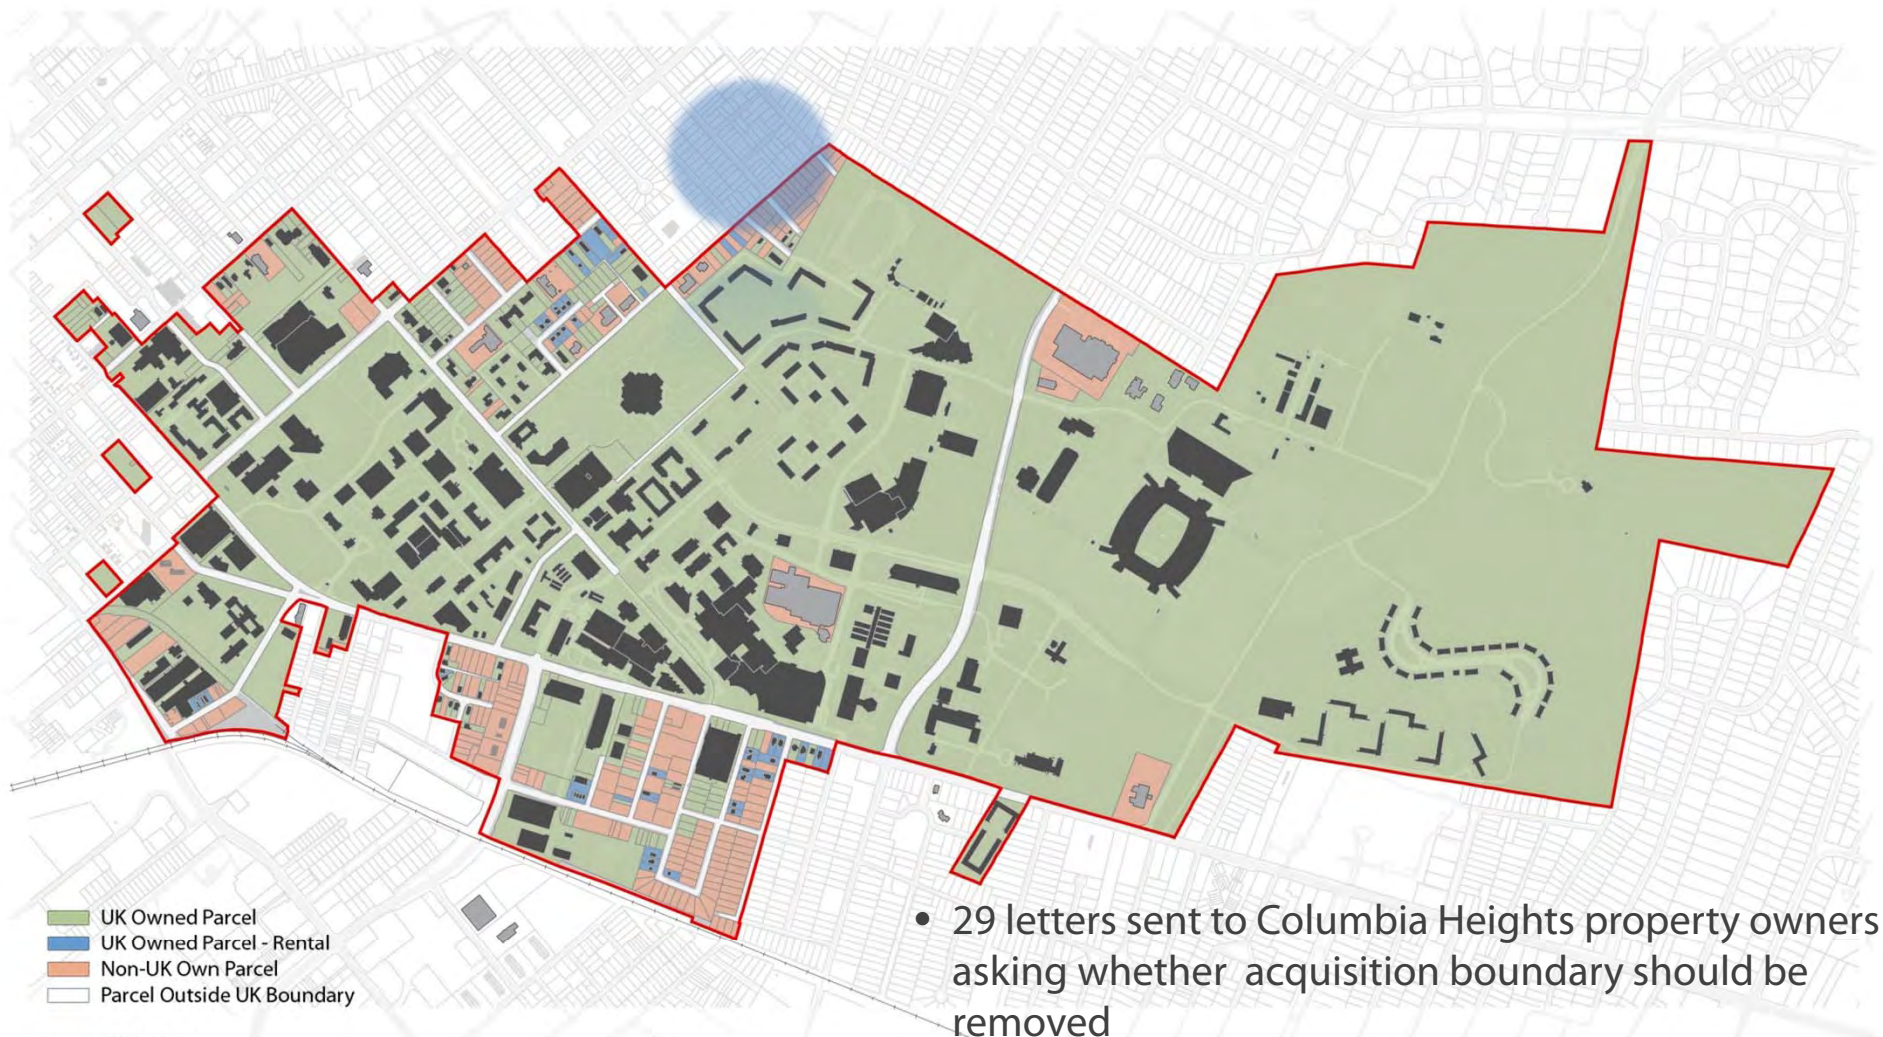 UK Owned Parcel
UK Owned Parcel - Rental
Non-UK Own Parcel
Parcel Outside UK Boundary
• 29 letters sent to Columbia Heights property owners
asking whether acquisition boundary should be
removed